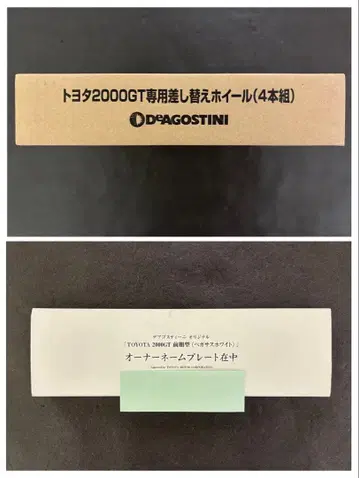 トヨタ2000GT専用差し替えホイール(4本組)
DeAGOSTINI
デアゴスティーニ オリジナル
「TOYOTA 2000GT 前期型〈ペガサスホワイト〉」
オーナーネームプレート在中